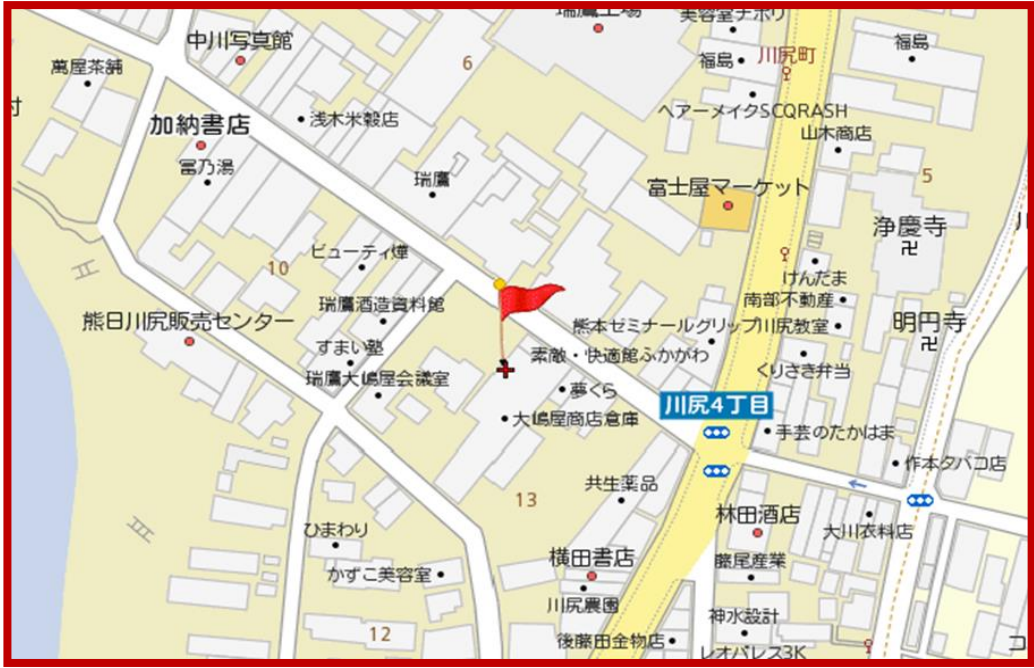 瑞鷹工場
美容室ナポリ
中川写真館
福島
川尻町
福島
萬屋茶舗
6
村
ヘアーメイクSCQRASH
浅木米穀店
加納書店
山木商店
冨乃湯
瑞鷹
富士屋マーケット
5
浄慶寺
ビューティ燁
10
けんだま
瑞鷹酒造資料館
南部不動産
熊日川尻販売センター
熊本ゼミナールグリップ川尻教室
明円寺
すまい塾
素敵・快適館ふかがわ
くりさき弁当
瑞鷹大嶋屋会議室
夢くら
川尻4丁目
大嶋屋商店倉庫
手芸のたかはま
作本タバコ店
共生薬品
13
林田酒店
大川衣料店
ひまわり
横田書店
藤尾産業
かずこ美容室
川尻農園
神水設計
12
後藤田金物店
レオパレス3K
コ